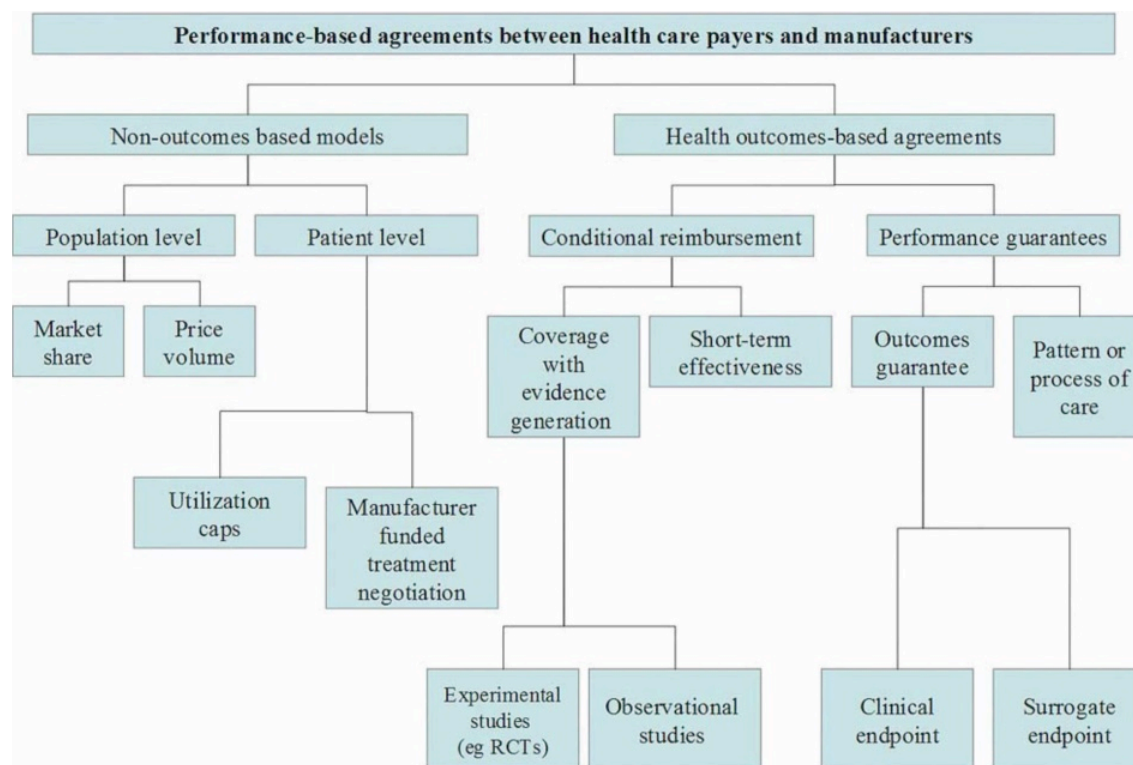 Performance-based agreements between health care payers and manufacturers
Non-outcomes based models
Health outcomes-based agreements
Population level
Patient level
Conditional reimbursement
Performance guarantees
Market
share
Price
volume
Coverage
with
evidence
generation
Short-term
effectiveness
Outcomes
guarantee
Pattern or
process of
care
Utilization
caps
Manufacturer
funded
treatment
negotiation
Experimental
studies
(eg RCTs)
Observational
studies
Clinical
endpoint
Surrogate
endpoint